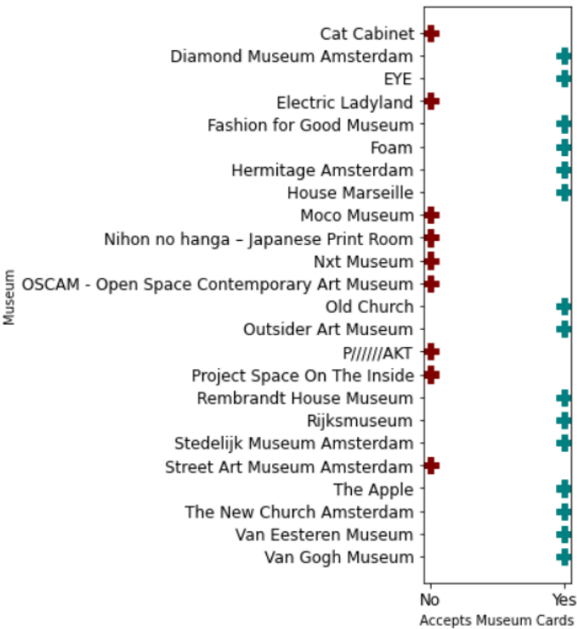 Cat Cabinet
Diamond Museum Amsterdam
EYE
Electric Ladyland
Fashion for Good Museum
Foam
Hermitage Amsterdam
House Marseille
Moco Museum
Nihon no hanga – Japanese Print Room
Nxt Museum
OSCAM - Open Space Contemporary Art Museum
Old Church
Outsider Art Museum
P//////AKT
Project Space On The Inside
Rembrandt House Museum
Rijksmuseum
Stedelijk Museum Amsterdam
Street Art Museum Amsterdam
The Apple
The New Church Amsterdam
Van Eesteren Museum
Van Gogh Museum
Museum
No Yes
Accepts Museum Cards